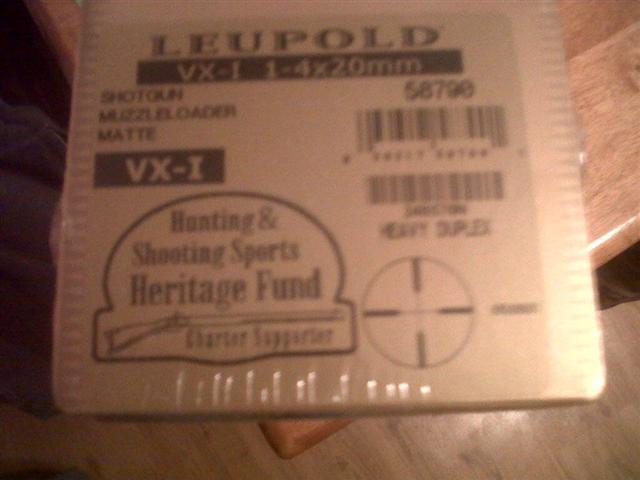 LEUPOLD
VX-I 1-4x20mm
SHOTGUN
MUZZLELOADER
MATTE
58790
VX-I
HEAVY DUPLEX
Hunting &
Shooting Sports
Heritage Fund
Charter Supporter